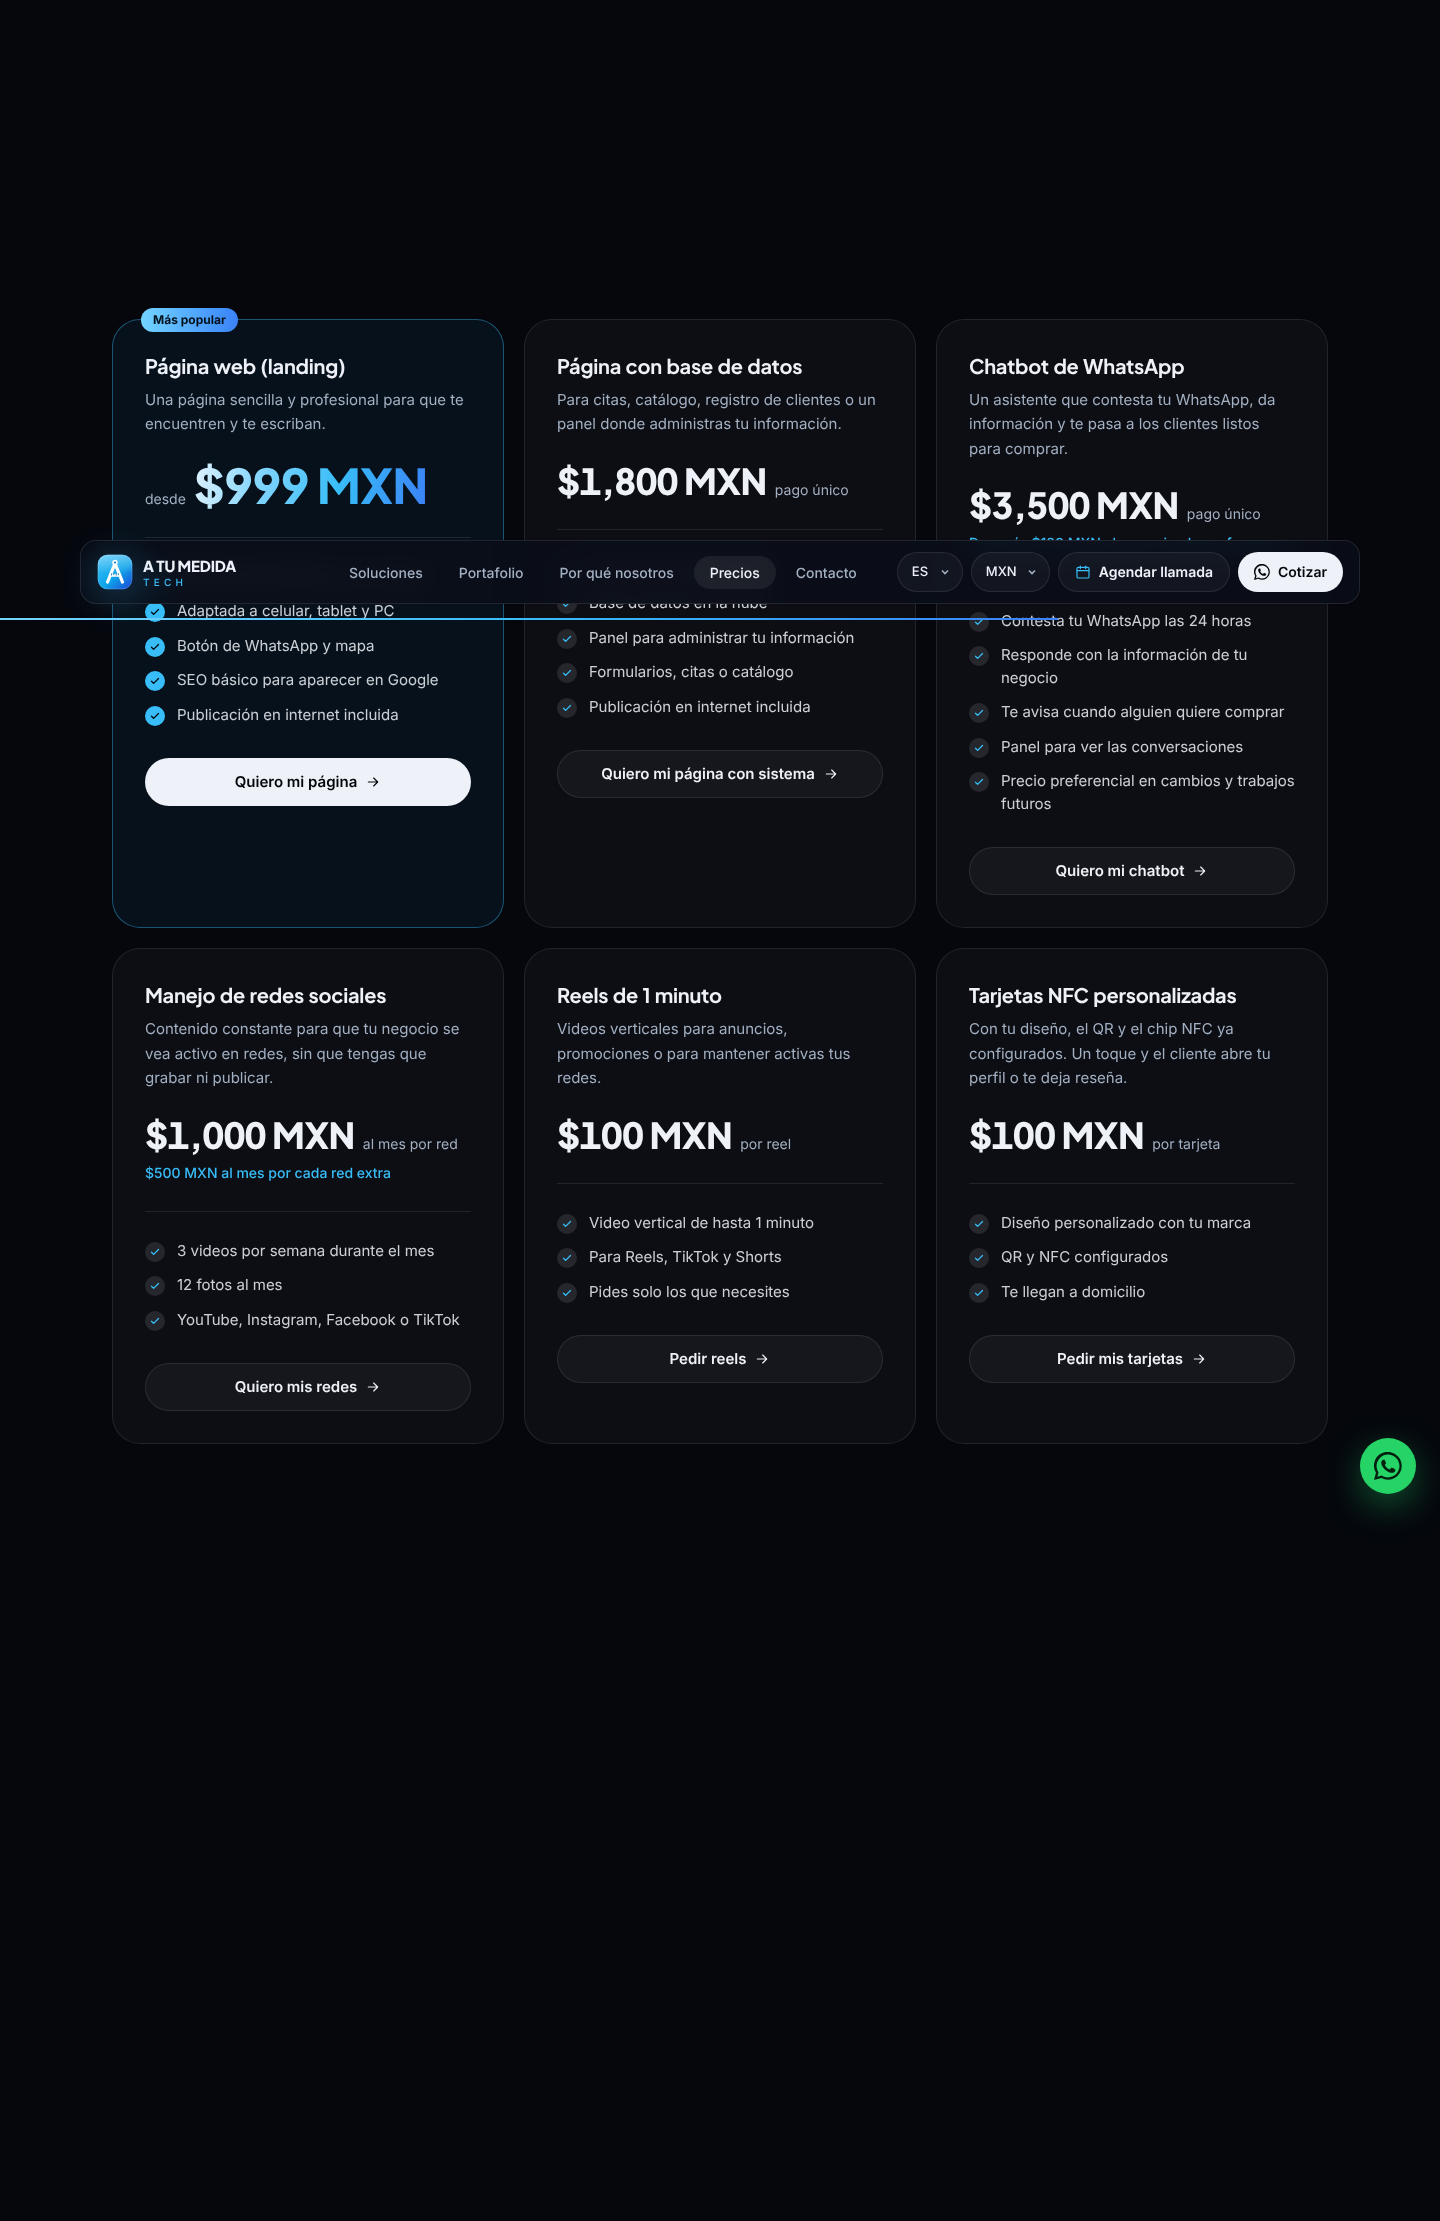 Más popular
Página web (landing)
Una página sencilla y profesional para que te
encuentren y te escriban.
desde $999 MXN
Página con base de datos
Para citas, catálogo, registro de clientes o un
panel donde administras tu información.
$1,800 MXN pago único
Chatbot de WhatsApp
Un asistente que contesta tu WhatsApp, da
información y te pasa a los clientes listos
para comprar.
$3,500 MXN pago único
A TU MEDIDA
TECH
Soluciones
Portafolio
Por qué nosotros
Precios
Contacto
ES
MXN
Agendar llamada
Cotizar
Adaptada a celular, tablet y PC
Botón de WhatsApp y mapa
SEO básico para aparecer en Google
Publicación en internet incluida
Quiero mi página →
Base de datos en la nube
Panel para administrar tu información
Formularios, citas o catálogo
Publicación en internet incluida
Quiero mi página con sistema →
Contesta tu WhatsApp las 24 horas
Responde con la información de tu
negocio
Te avisa cuando alguien quiere comprar
Panel para ver las conversaciones
Precio preferencial en cambios y trabajos
futuros
Quiero mi chatbot →
Manejo de redes sociales
Contenido constante para que tu negocio se
vea activo en redes, sin que tengas que
grabar ni publicar.
$1,000 MXN al mes por red
$500 MXN al mes por cada red extra
3 videos por semana durante el mes
12 fotos al mes
YouTube, Instagram, Facebook o TikTok
Quiero mis redes →
Reels de 1 minuto
Videos verticales para anuncios,
promociones o para mantener activas tus
redes.
$100 MXN por reel
Video vertical de hasta 1 minuto
Para Reels, TikTok y Shorts
Pides solo los que necesites
Pedir reels →
Tarjetas NFC personalizadas
Con tu diseño, el QR y el chip NFC ya
configurados. Un toque y el cliente abre tu
perfil o te deja reseña.
$100 MXN por tarjeta
Diseño personalizado con tu marca
QR y NFC configurados
Te llegan a domicilio
Pedir mis tarjetas →